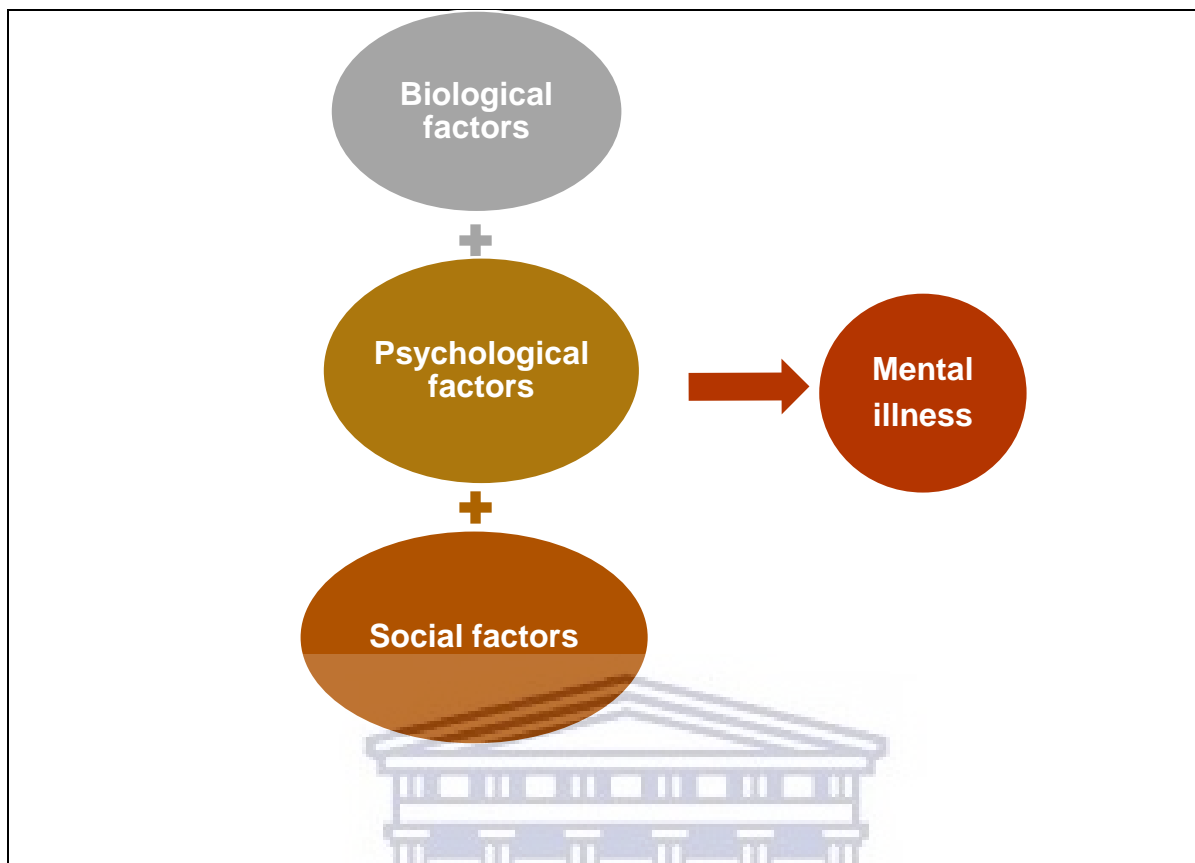 Biological
factors
Psychological
factors
Mental
illness
Social factors